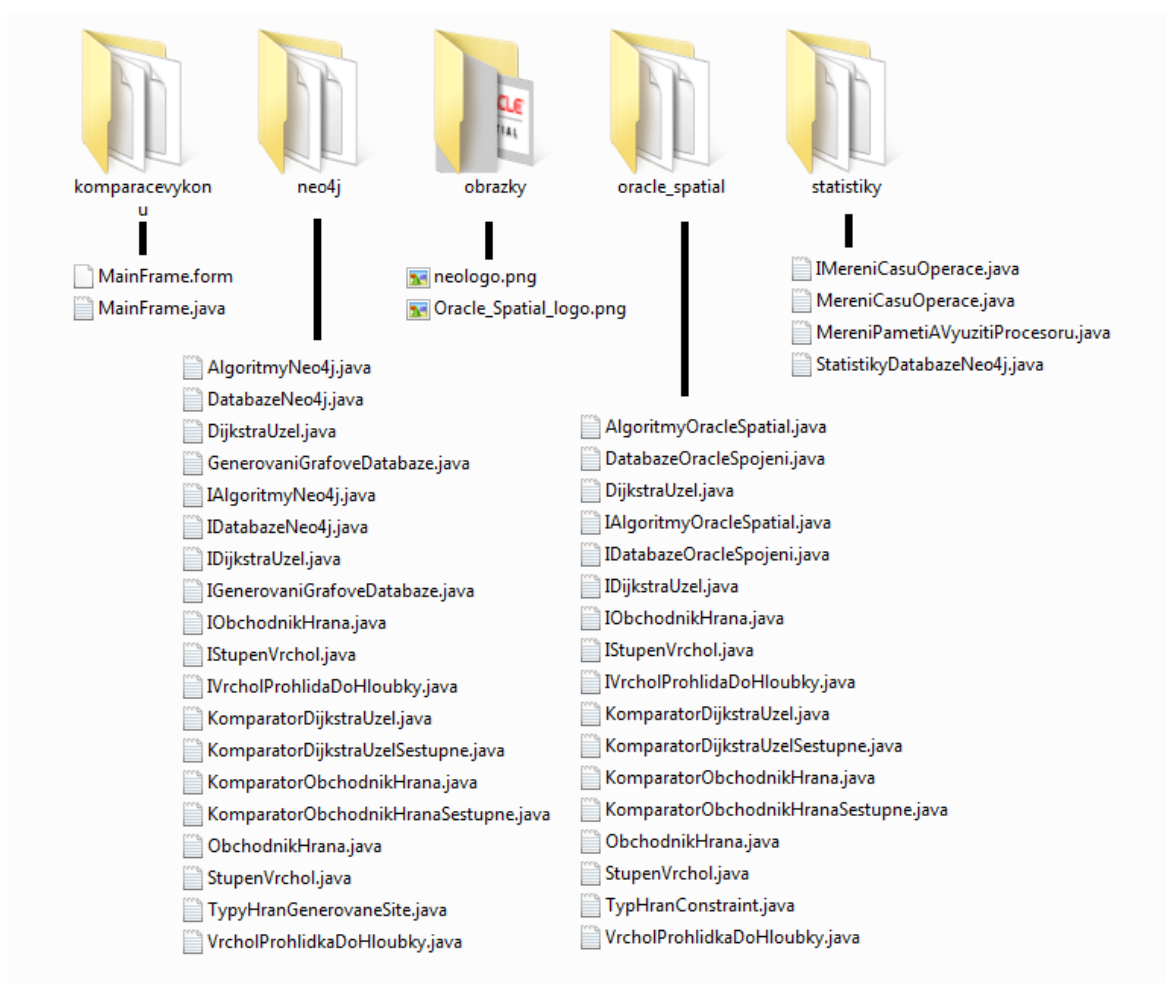 komparacevykon
u
neo4j
obrazky
oracle_spatial
statistiky
MainFrame.form
MainFrame.java
AlgoritmyNeo4j.java
DatabazeNeo4j.java
DijkstraUzel.java
GenerovaniGrafoveDatabaze.java
IAlgoritmyNeo4j.java
IDatabazeNeo4j.java
IDijkstraUzel.java
IGenerovaniGrafoveDatabaze.java
IObchodnikHrana.java
IStupenVrchol.java
IVrcholProhlidaDoHloubky.java
KomparatorDijkstraUzel.java
KomparatorDijkstraUzelSestupne.java
KomparatorObchodnikHrana.java
KomparatorObchodnikHranaSestupne.java
ObchodnikHrana.java
StupenVrchol.java
TypyHranGenerovaneSite.java
VrcholProhlidkaDoHloubky.java
CLE
TIAL
neologo.png
Oracle_Spatial_logo.png
AlgoritmyOracleSpatial.java
DatabazeOracleSpojeni.java
DijkstraUzel.java
IAlgoritmyOracleSpatial.java
IDatabazeOracleSpojeni.java
IDijkstraUzel.java
IObchodnikHrana.java
IStupenVrchol.java
IVrcholProhlidaDoHloubky.java
KomparatorDijkstraUzel.java
KomparatorDijkstraUzelSestupne.java
KomparatorObchodnikHrana.java
KomparatorObchodnikHranaSestupne.java
ObchodnikHrana.java
StupenVrchol.java
TypHranConstraint.java
VrcholProhlidkaDoHloubky.java
IMereniCasuOperace.java
MereniCasuOperace.java
MereniPametiAVyuzitiProcesoru.java
StatistikyDatabazeNeo4j.java